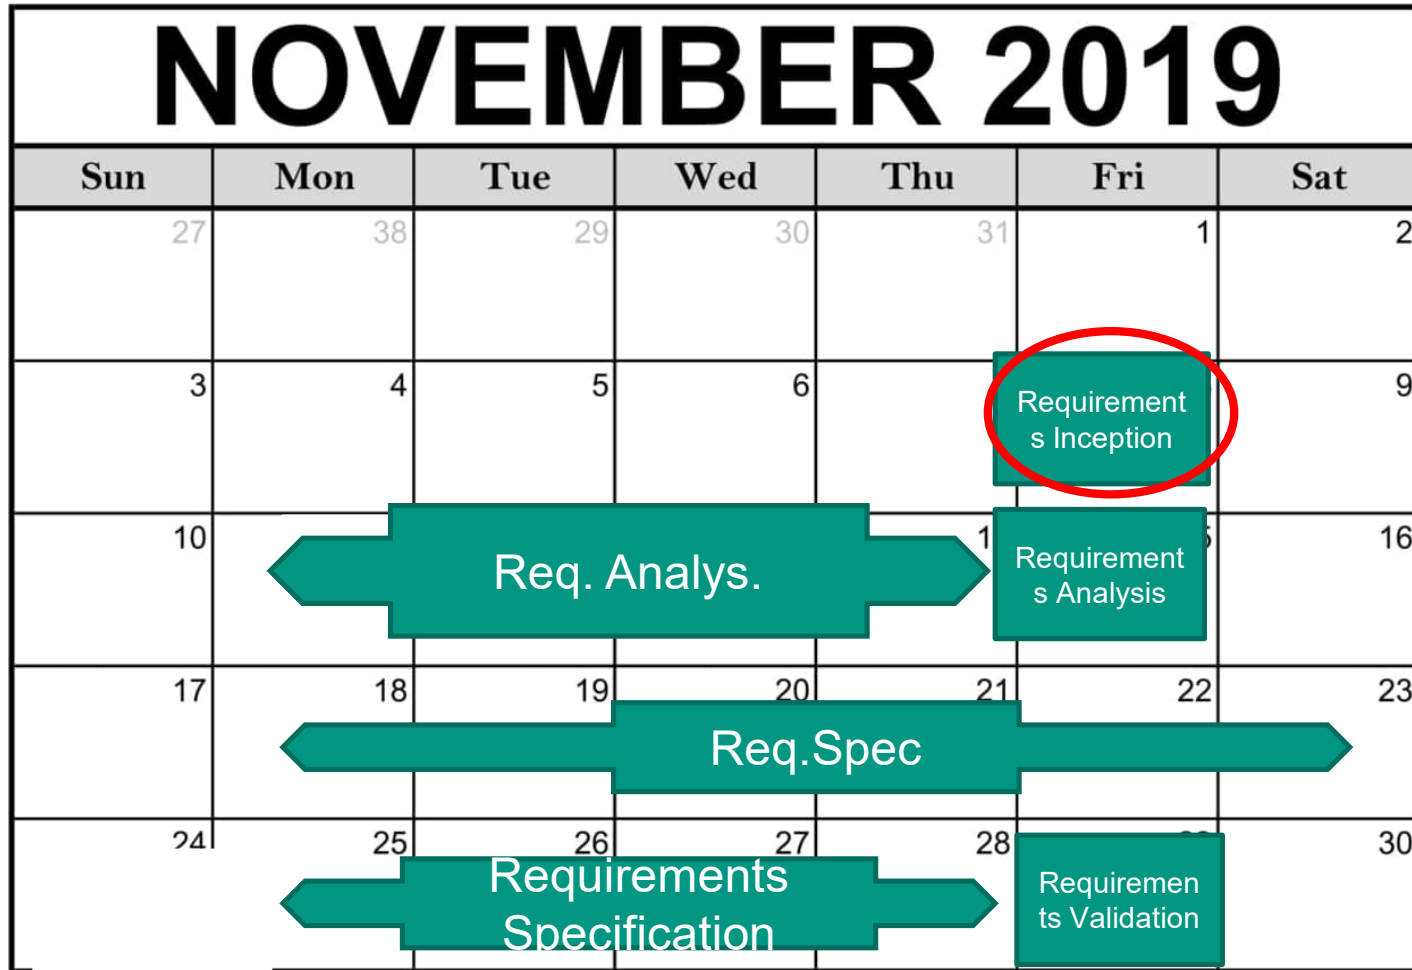 NOVEMBER 2019
Sun Mon Tue Wed Thu Fri Sat
27 38 29 30 31 1 2
3 4 5 6 9
Requirement
s Inception
10 1 16
Req. Analys.
Requirement
s Analysis
17 18 19 20 21 22 23
Req.Spec
24 25 26 27 28 30
Requirements
Specification
Requiremen
ts Validation